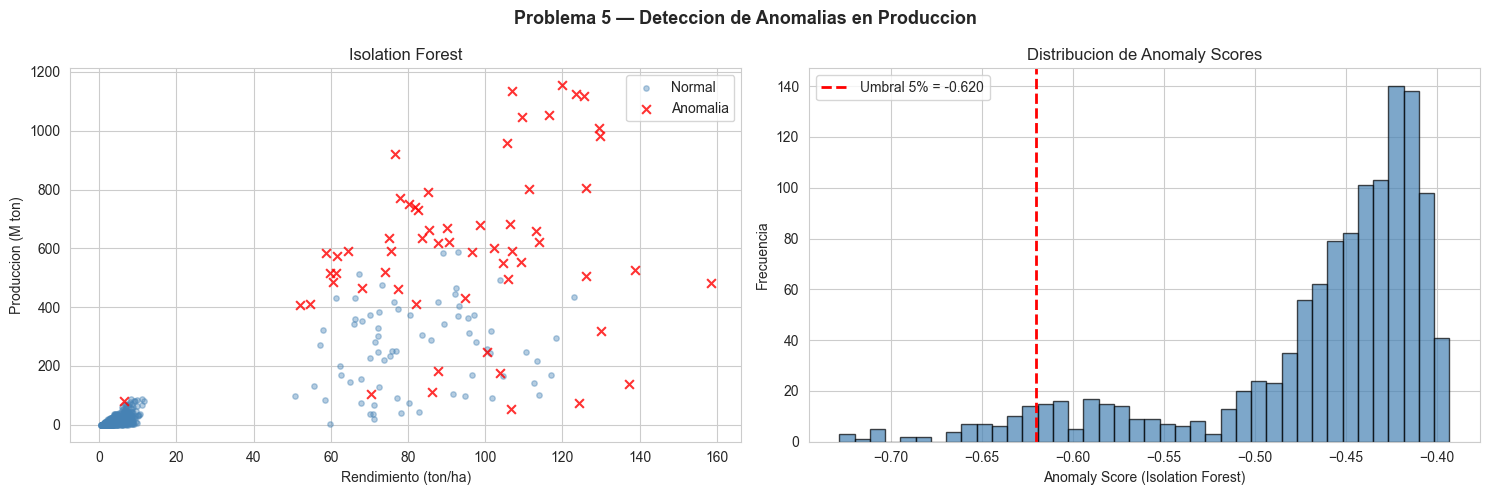 Problema 5 — Deteccion de Anomalias en Produccion
Isolation Forest
Normal
Anomalia
1200
1000
800
600
400
200
0
Produccion (M ton)
0 20 40 60 80 100 120 140 160
Rendimiento (ton/ha)
Distribucion de Anomaly Scores
Umbral 5% = -0.620
140
120
100
80
60
40
20
0
Frecuencia
−0.70 −0.65 −0.60 −0.55 −0.50 −0.45 −0.40
Anomaly Score (Isolation Forest)